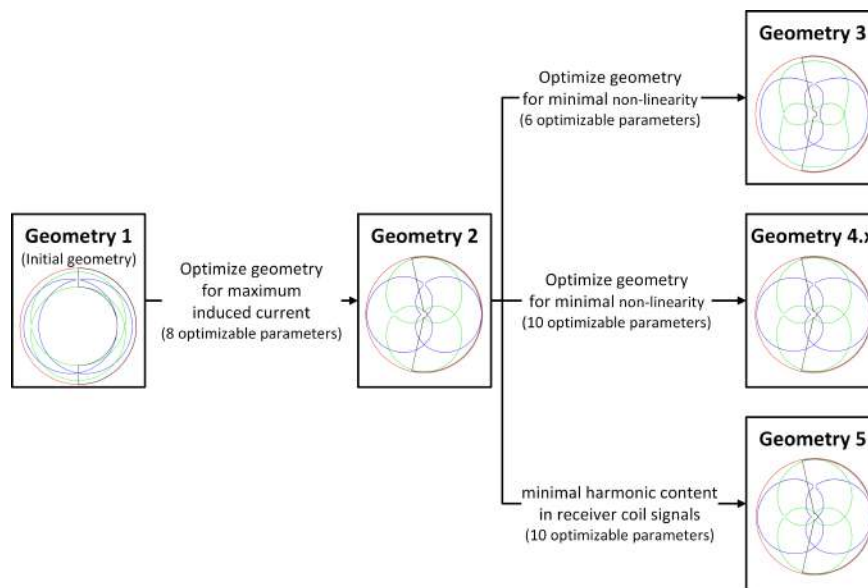 Geometry 1
(Initial geometry)
Optimize geometry
for maximum
induced current
(8 optimizable parameters)
Geometry 2
Optimize geometry
for minimal non-linearity
(6 optimizable parameters)
Geometry 3
Optimize geometry
for minimal non-linearity
(10 optimizable parameters)
Geometry 4.x
minimal harmonic content
in receiver coil signals
(10 optimizable parameters)
Geometry 5